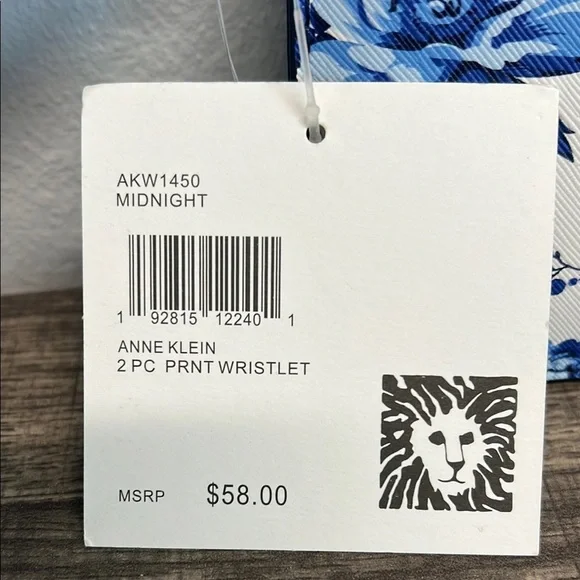 AKW1450
MIDNIGHT
1 92815 12240 1
ANNE KLEIN
2 PC PRNT WRISTLET
MSRP $58.00